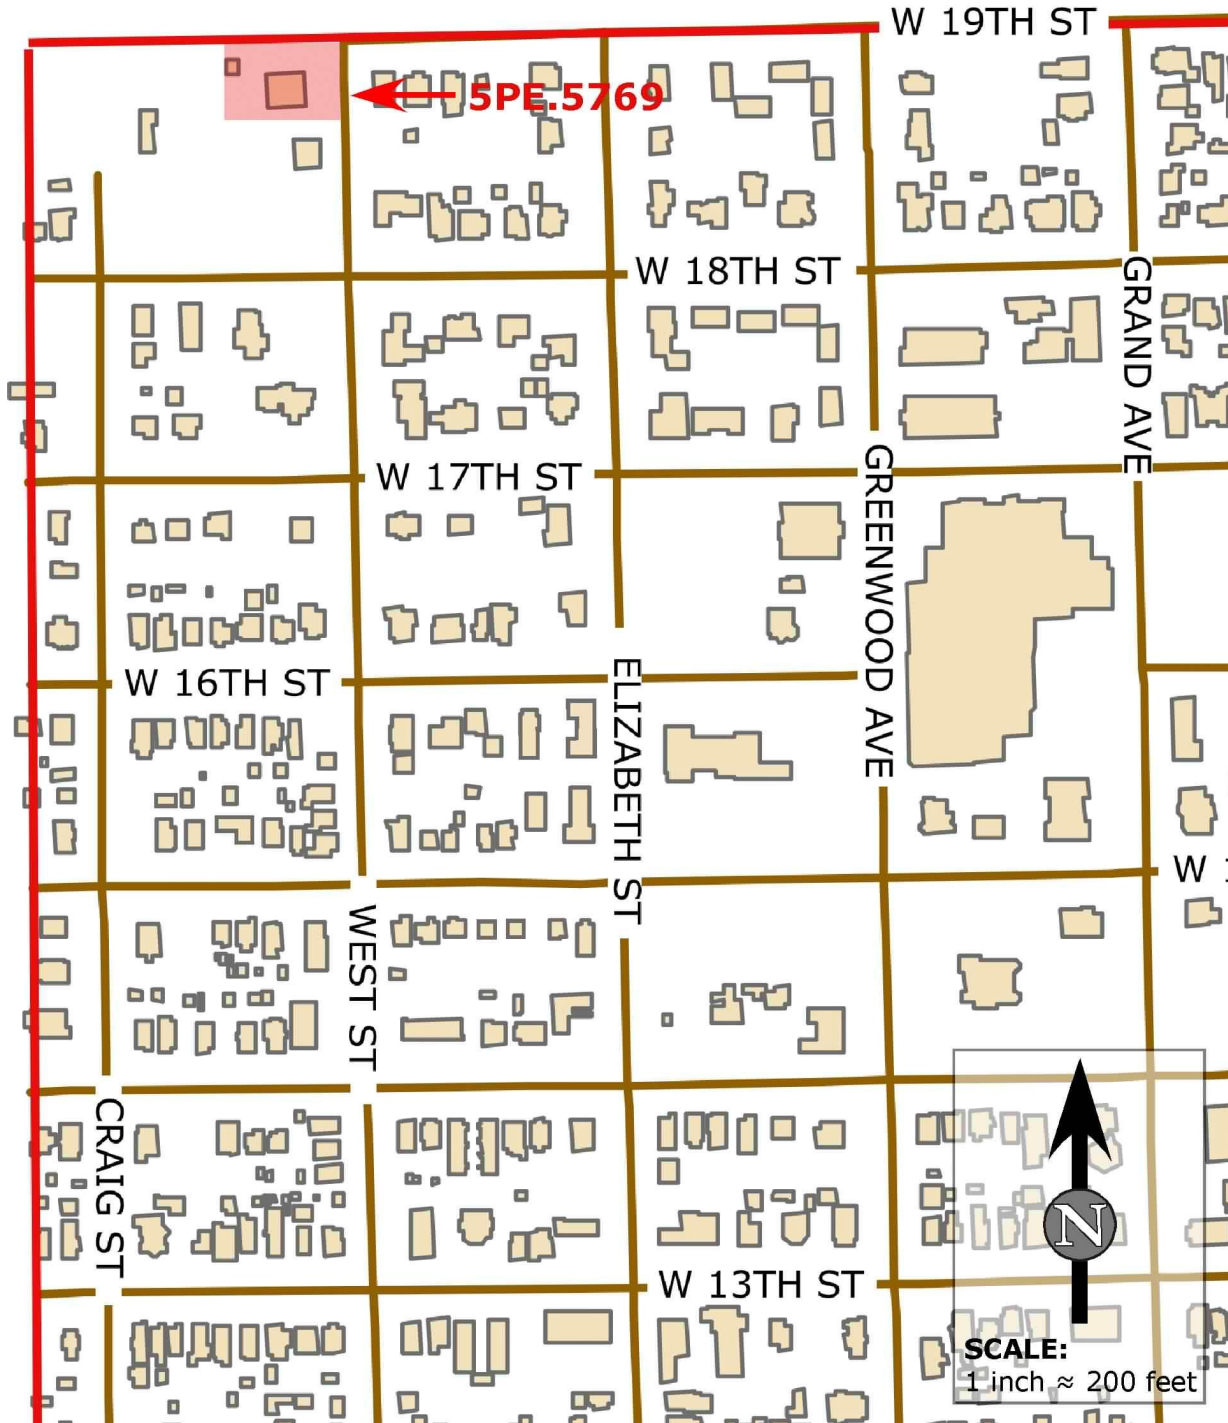 W 19TH ST
5PE.5769
W 18TH ST
GRAND AVE
W 17TH ST
GREENWOOD AVE
W 16TH ST
ELIZABETH ST
W
WEST ST
CRAIG ST
N
W 13TH ST
SCALE:
1 inch ≈ 200 feet